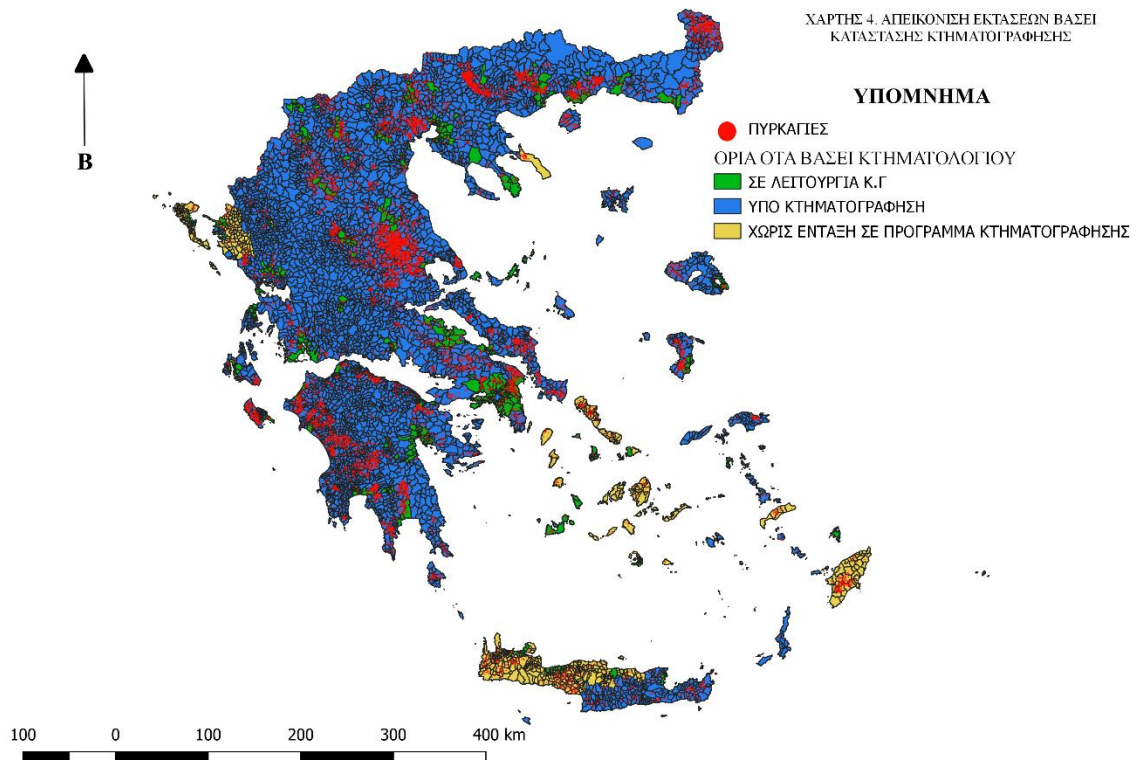 ΧΑΡΤΗΣ 4. ΑΠΕΙΚΟΝΙΣΗ ΕΚΤΑΣΕΩΝ ΒΑΣΕΙ
ΚΑΤΑΣΤΑΣΗΣ ΚΤΗΜΑΤΟΓΡΑΦΗΣΗΣ
ΥΠΟΜΝΗΜΑ
ΠΥΡΚΑΓΙΕΣ
ΟΡΙΑ ΟΤΑ ΒΑΣΕΙ ΚΤΗΜΑΤΟΛΟΓΙΟΥ
ΣΕ ΛΕΙΤΟΥΡΓΙΑ Κ.Γ
ΥΠΟ ΚΤΗΜΑΤΟΓΡΑΦΗΣΗ
ΧΩΡΙΣ ΕΝΤΑΞΗ ΣΕ ΠΡΟΓΡΑΜΜΑ ΚΤΗΜΑΤΟΓΡΑΦΗΣΗΣ
Β
100 0 100 200 300 400 km